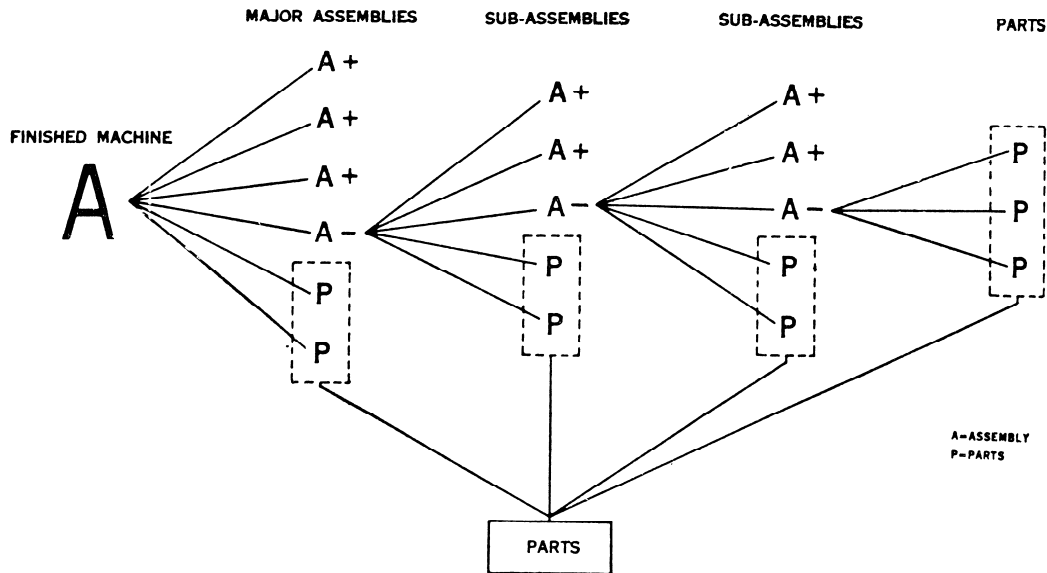 MAJOR ASSEMBLIES SUB-ASSEMBLIES SUB-ASSEMBLIES PARTS
FINISHED MACHINE
A
A +
A +
A +
A -
P
P
A +
A +
A -
P
P
A +
A +
A -
P
P
P
P
P
A-ASSEMBLY
P-PARTS
PARTS